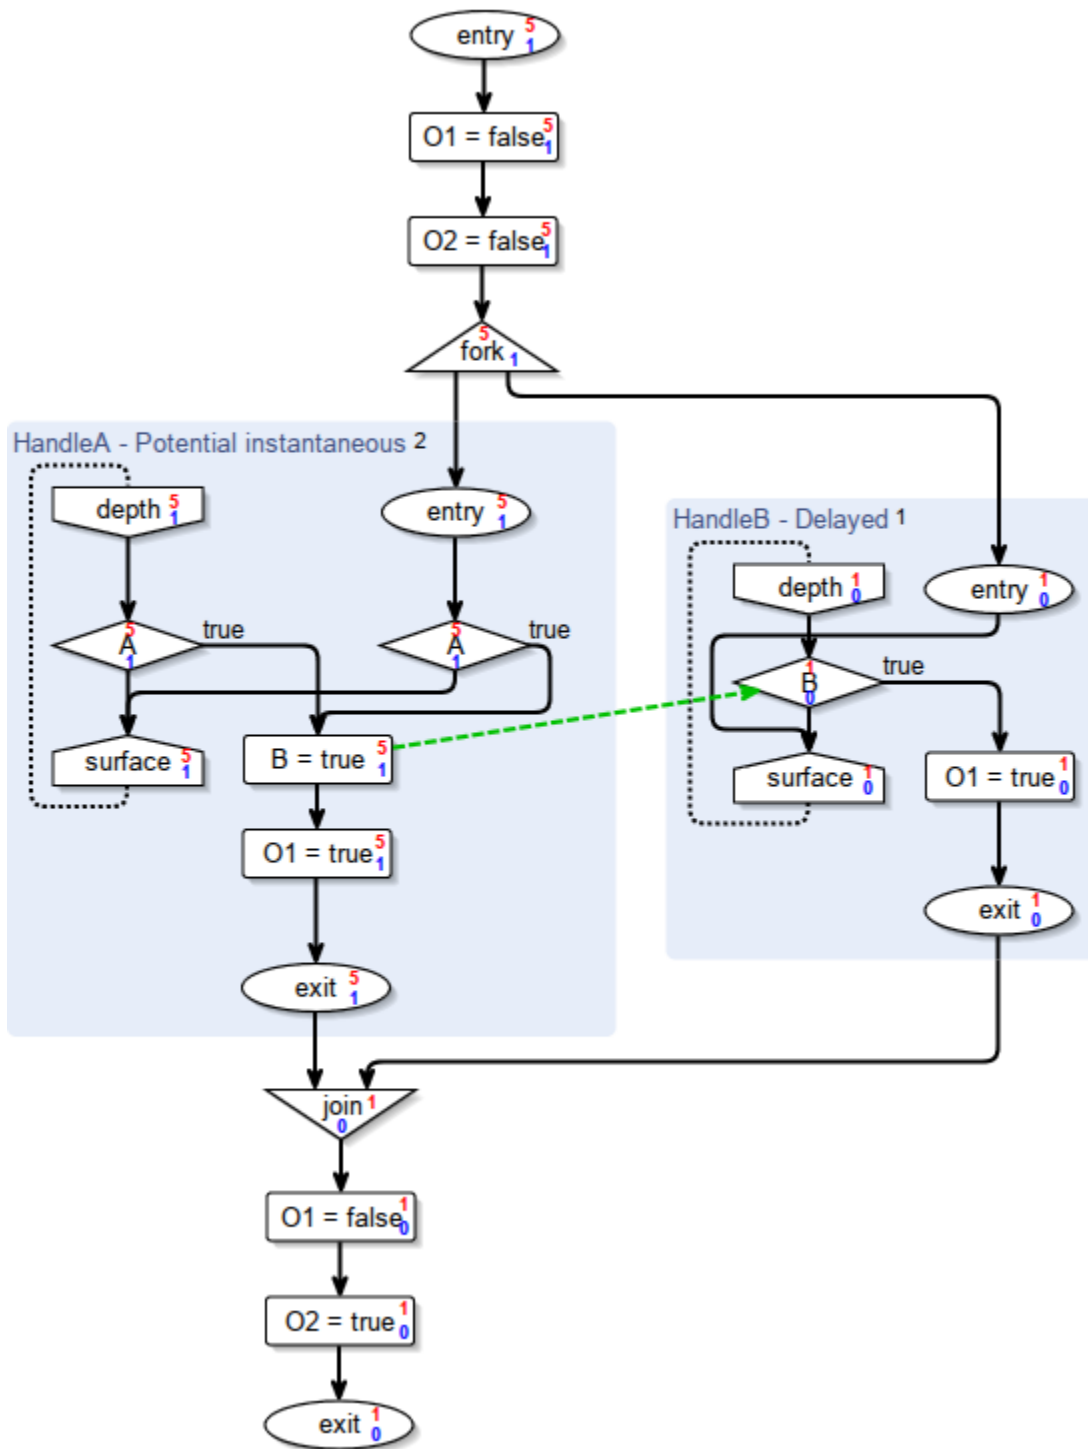 entry 5 1
O1 = false 5 1
O2 = false 5 1
fork 5 1
HandleA - Potential instantaneous 2
depth 5 1
entry 5 1
A 5 1
true
A 5 1
true
surface 5 1
B = true 5 1
O1 = true 5 1
exit 5 1
HandleB - Delayed 1
depth 1 0
entry 1 0
B 1 0
true
surface 1 0
O1 = true 1 0
exit 1 0
join 1 0
O1 = false 1 0
O2 = true 1 0
exit 1 0